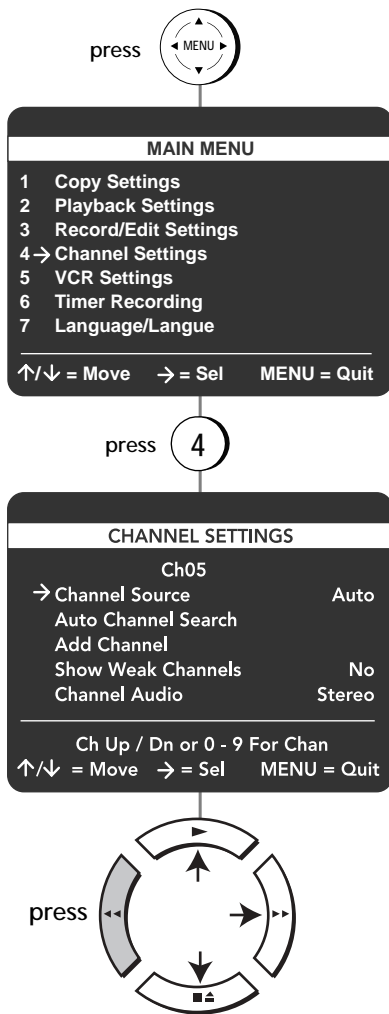 press MENU
MAIN MENU
1 Copy Settings
2 Playback Settings
3 Record/Edit Settings
4→ Channel Settings
5 VCR Settings
6 Timer Recording
7 Language/Langue
↑/↓ = Move → = Sel MENU = Quit
press 4
CHANNEL SETTINGS
Ch05
→ Channel Source Auto
Auto Channel Search
Add Channel
Show Weak Channels No
Channel Audio Stereo
Ch Up / Dn or 0 - 9 For Chan
↑/↓ = Move → = Sel MENU = Quit
press